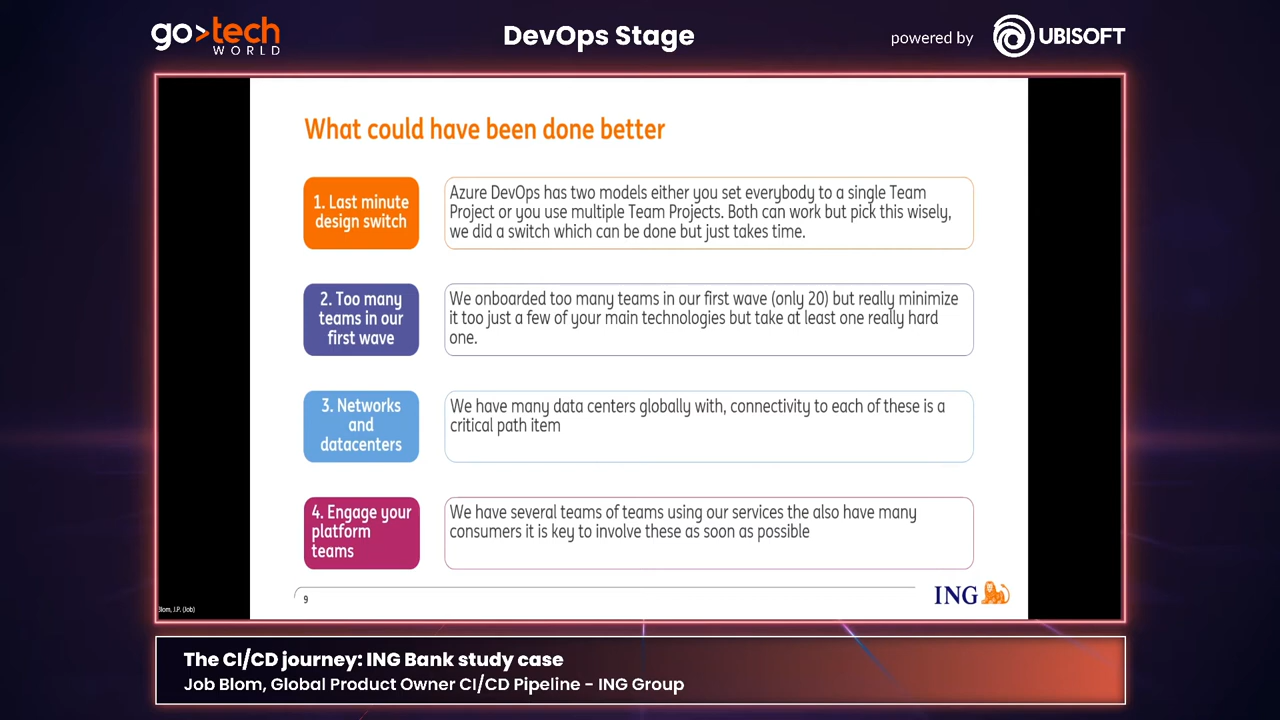 go>tech
WORLD
DevOps Stage
powered by
UBISOFT
What could have been done better
1. Last minute
design switch
Azure DevOps has two models either you set everybody to a single Team
Project or you use multiple Team Projects. Both can work but pick this wisely,
we did a switch which can be done but just takes time.
2. Too many
teams in our
first wave
We onboarded too many teams in our first wave (only 20) but really minimize
it too just a few of your main technologies but take at least one really hard
one.
3. Networks
and
datacenters
We have many data centers globally with, connectivity to each of these is a
critical path item
4. Engage your
platform
teams
We have several teams of teams using our services the also have many
consumers it is key to involve these as soon as possible
9
ING
Blom, J.P. (Job)
The CI/CD journey: ING Bank study case
Job Blom, Global Product Owner CI/CD Pipeline - ING Group